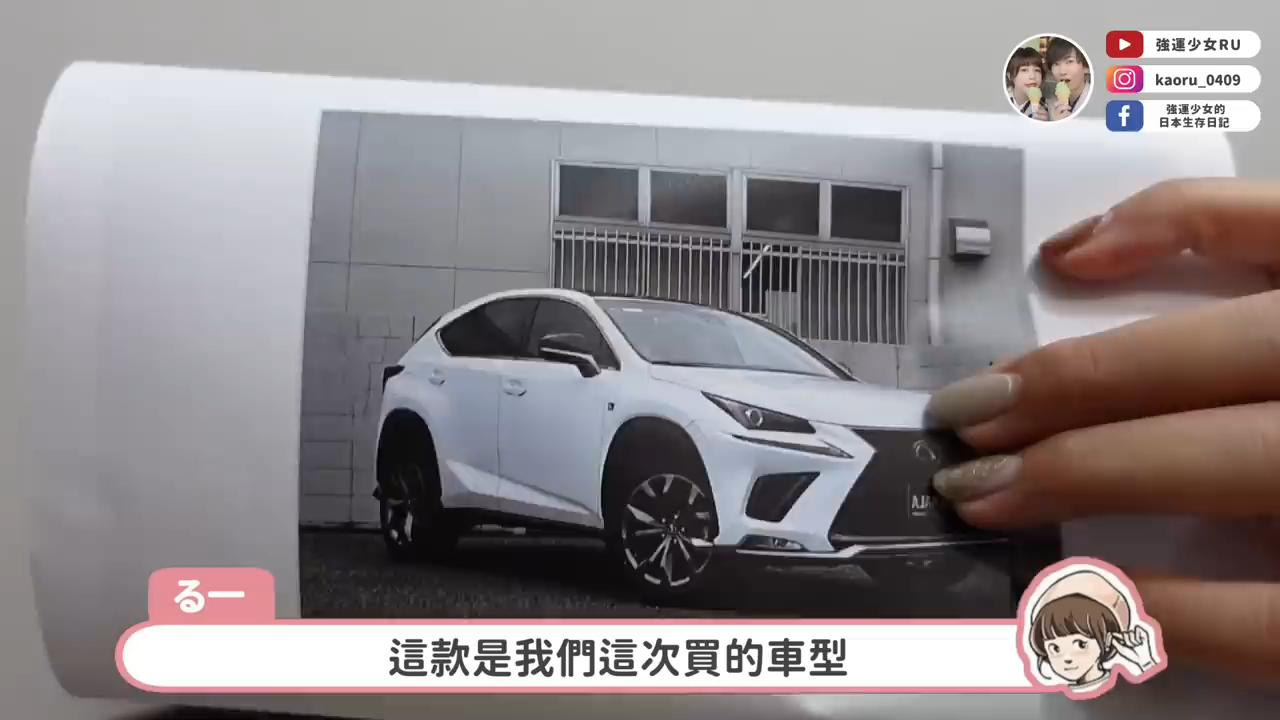 強運少女RU
kaoru_0409
強運少女的
日本生存日記
るー
這款是我們這次買的車型